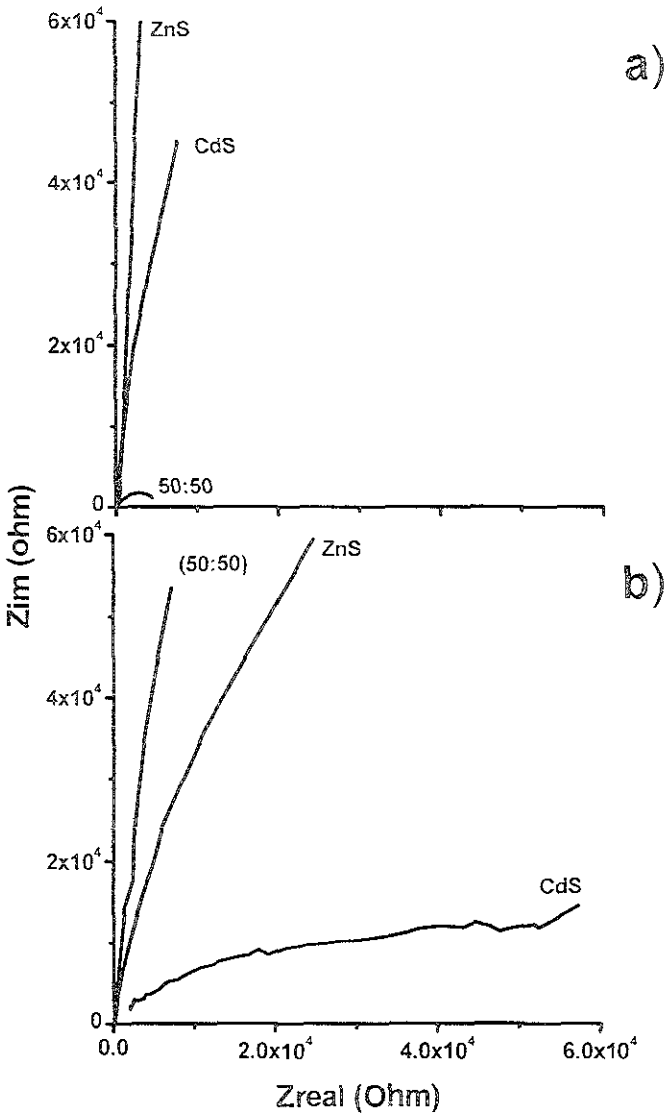 6x10⁴
ZnS
a)
CdS
4x10⁴
2x10⁴
50:50
0
Zim (ohm)
6x10⁴
(50:50)
ZnS
b)
4x10⁴
2x10⁴
CdS
0
0.0
2.0x10⁴
4.0x10⁴
6.0x10⁴
Zreal (Ohm)